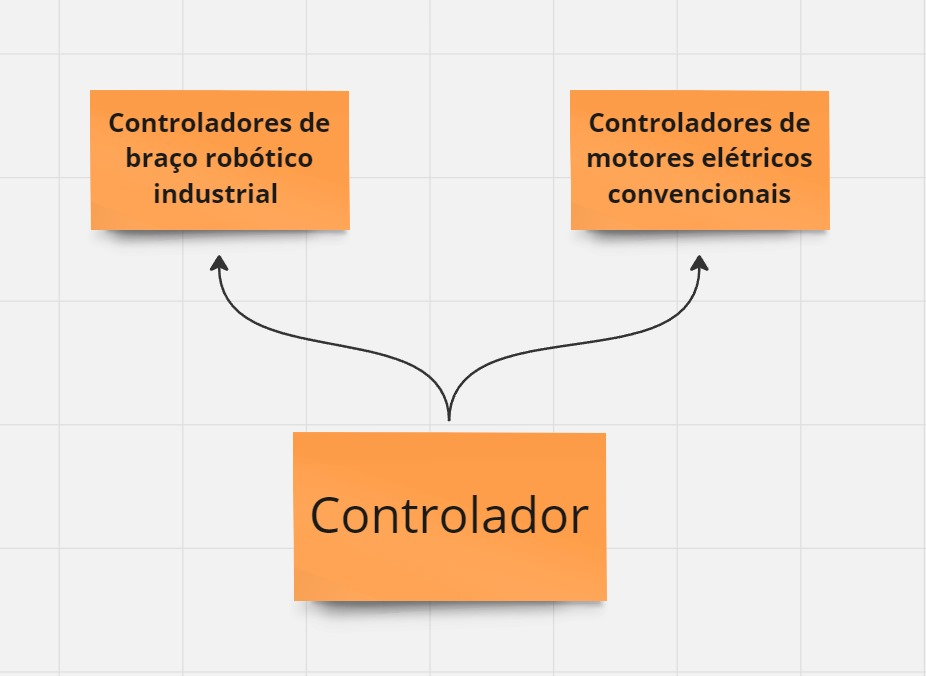 Controladores de
braço robótico
industrial
Controladores de
motores elétricos
convencionais
Controlador